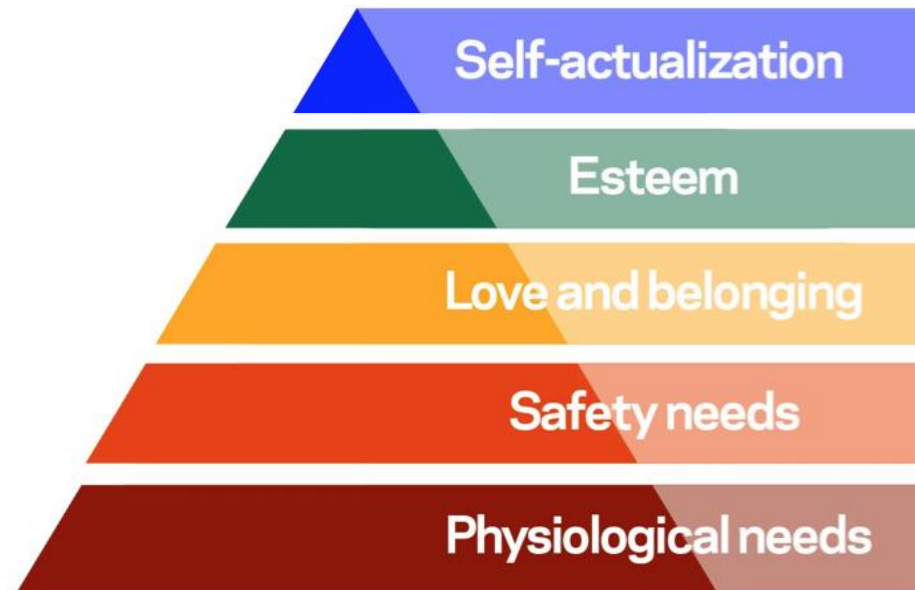 Self-actualization
Esteem
Love and belonging
Safety needs
Physiological needs